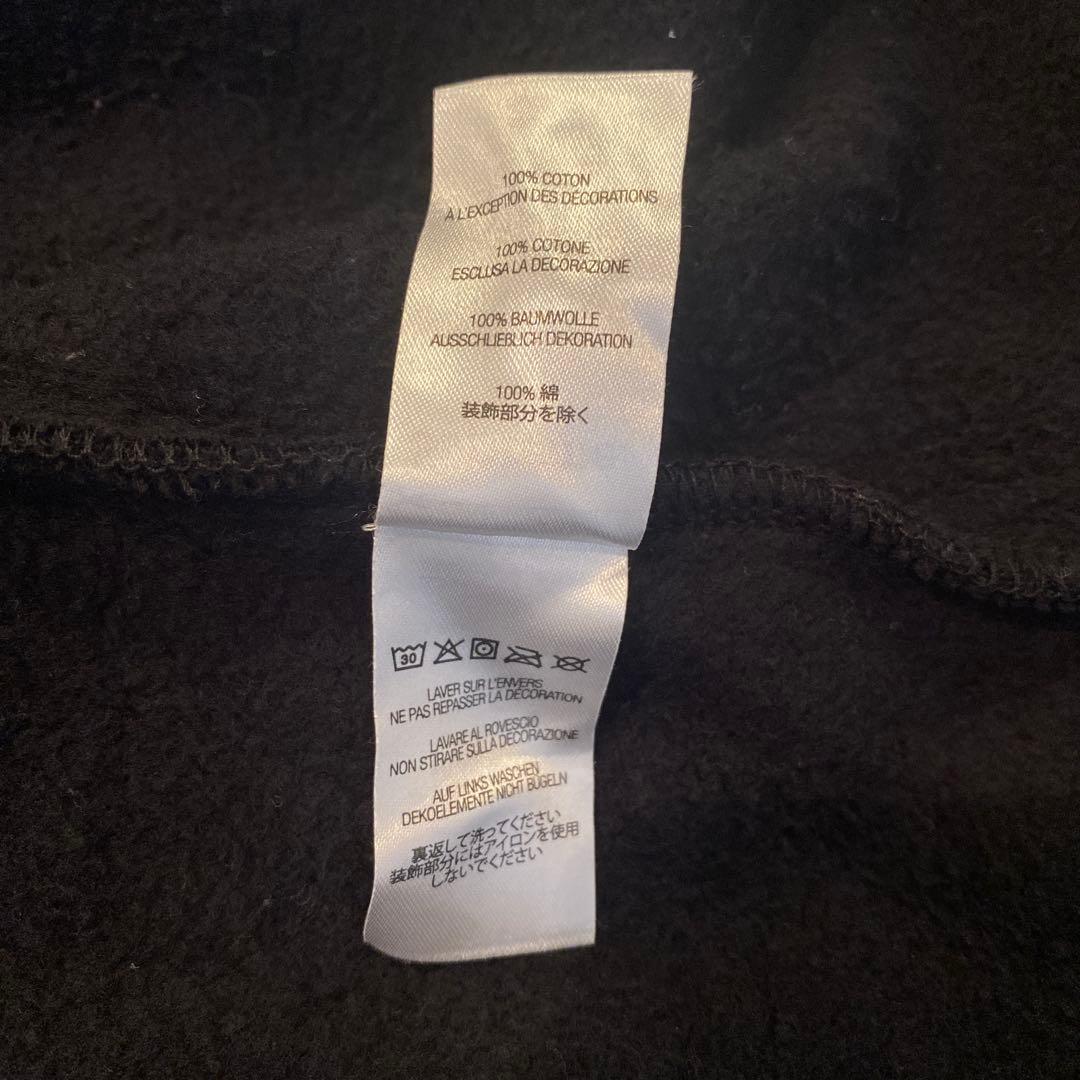 100% COTON
À L'EXCEPTION DES DÉCORATIONS
100% COTONE
ESCLUSA LA DECORAZIONE
100% BAUMWOLLE
AUSSCHLIEBLICH DEKORATION
100% 綿
装飾部分を除く
30
LAVER SUR L'ENVERS
NE PAS REPASSER LA DÉCORATION
LAVARE AL ROVESCIO
NON STIRARE SULLA DECORAZIONE
AUF LINKS WASCHEN
DEKOELEMENTE NICHT BÜGELN
裏返して洗ってください
装飾部分にはアイロンを使用
しないでください